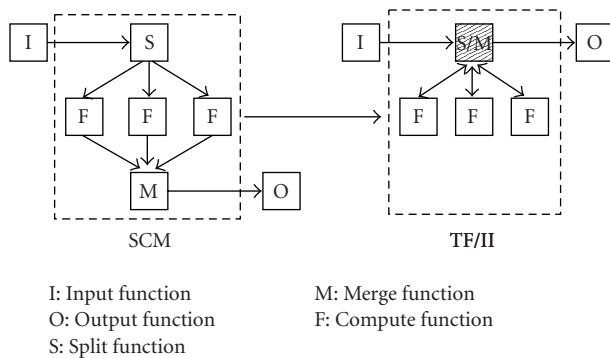 I S I S/M O
F F F F F F
M O
SCM TF/II
I: Input function M: Merge function
O: Output function F: Compute function
S: Split function